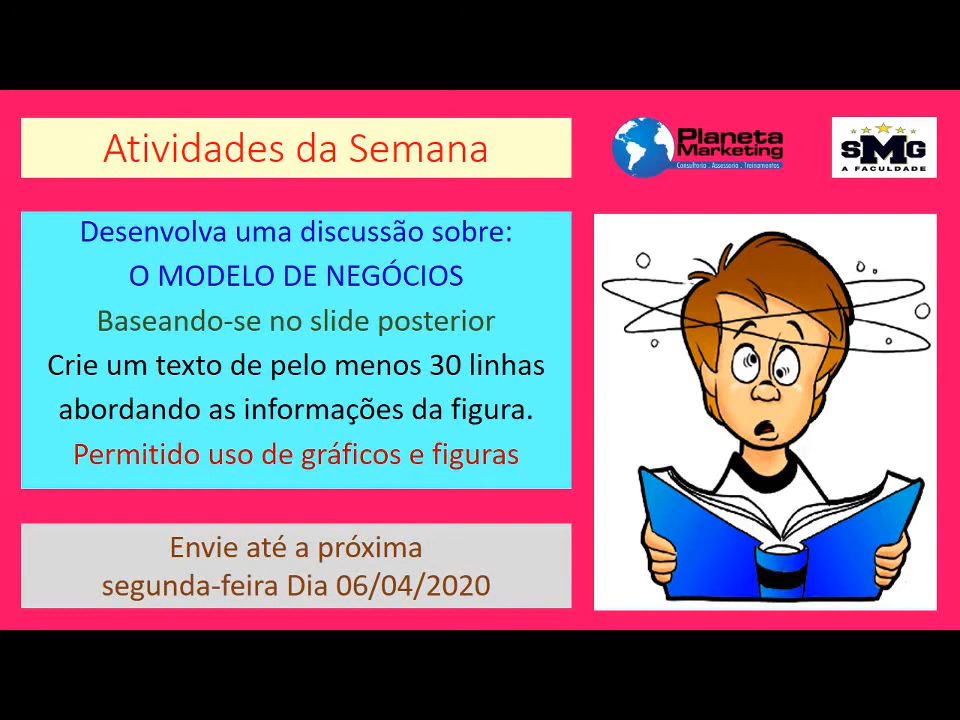 Atividades da Semana
Planeta
Marketing
Consultoria . Assessoria . Treinamentos
SMG
A FACULDADE
Desenvolva uma discussão sobre:
O MODELO DE NEGÓCIOS
Baseando-se no slide posterior
Crie um texto de pelo menos 30 linhas
abordando as informações da figura.
Permitido uso de gráficos e figuras
Envie até a próxima
segunda-feira Dia 06/04/2020